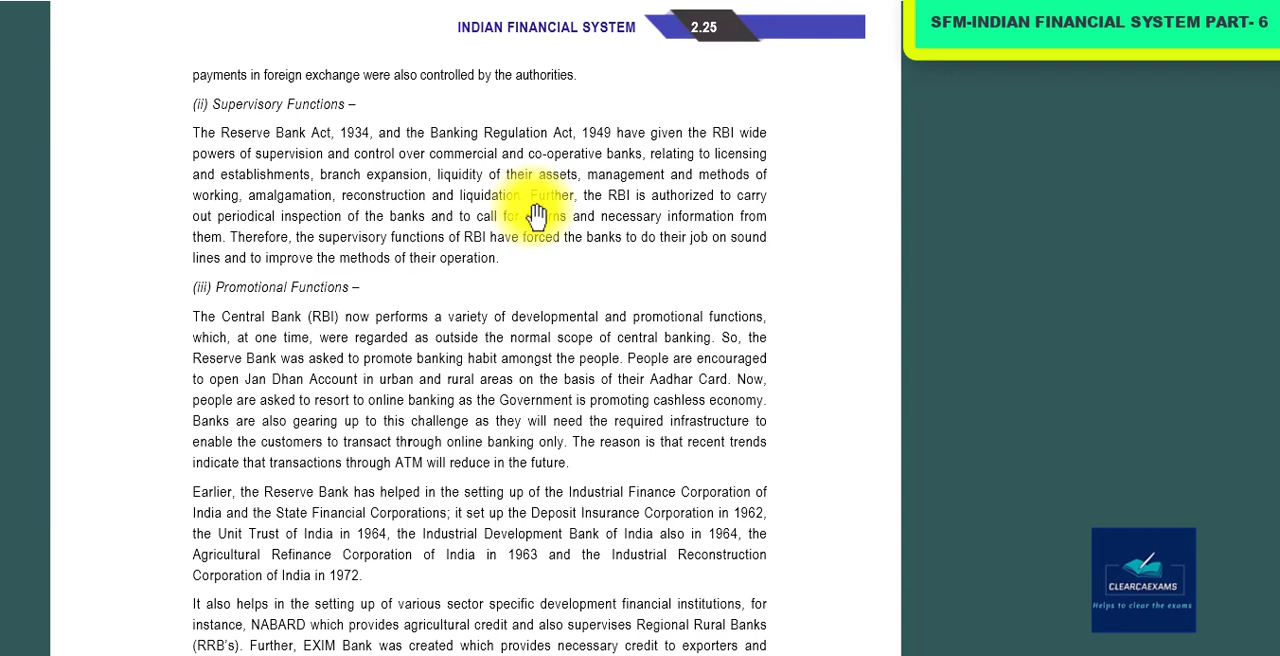 INDIAN FINANCIAL SYSTEM 2.25
SFM-INDIAN FINANCIAL SYSTEM PART- 6
payments in foreign exchange were also controlled by the authorities.
(ii) Supervisory Functions –
The Reserve Bank Act, 1934, and the Banking Regulation Act, 1949 have given the RBI wide
powers of supervision and control over commercial and co-operative banks, relating to licensing
and establishments, branch expansion, liquidity of their assets, management and methods of
working, amalgamation, reconstruction and liquidation. Further, the RBI is authorized to carry
out periodical inspection of the banks and to call for and necessary information from
them. Therefore, the supervisory functions of RBI have forced the banks to do their job on sound
lines and to improve the methods of their operation.
(iii) Promotional Functions –
The Central Bank (RBI) now performs a variety of developmental and promotional functions,
which, at one time, were regarded as outside the normal scope of central banking. So, the
Reserve Bank was asked to promote banking habit amongst the people. People are encouraged
to open Jan Dhan Account in urban and rural areas on the basis of their Aadhar Card. Now,
people are asked to resort to online banking as the Government is promoting cashless economy.
Banks are also gearing up to this challenge as they will need the required infrastructure to
enable the customers to transact through online banking only. The reason is that recent trends
indicate that transactions through ATM will reduce in the future.
Earlier, the Reserve Bank has helped in the setting up of the Industrial Finance Corporation of
India and the State Financial Corporations; it set up the Deposit Insurance Corporation in 1962,
the Unit Trust of India in 1964, the Industrial Development Bank of India also in 1964, the
Agricultural Refinance Corporation of India in 1963 and the Industrial Reconstruction
Corporation of India in 1972.
It also helps in the setting up of various sector specific development financial institutions, for
instance, NABARD which provides agricultural credit and also supervises Regional Rural Banks
(RRB's). Further, EXIM Bank was created which provides necessary credit to exporters and
CLEARCAEXAMS
Helps to clear the exams